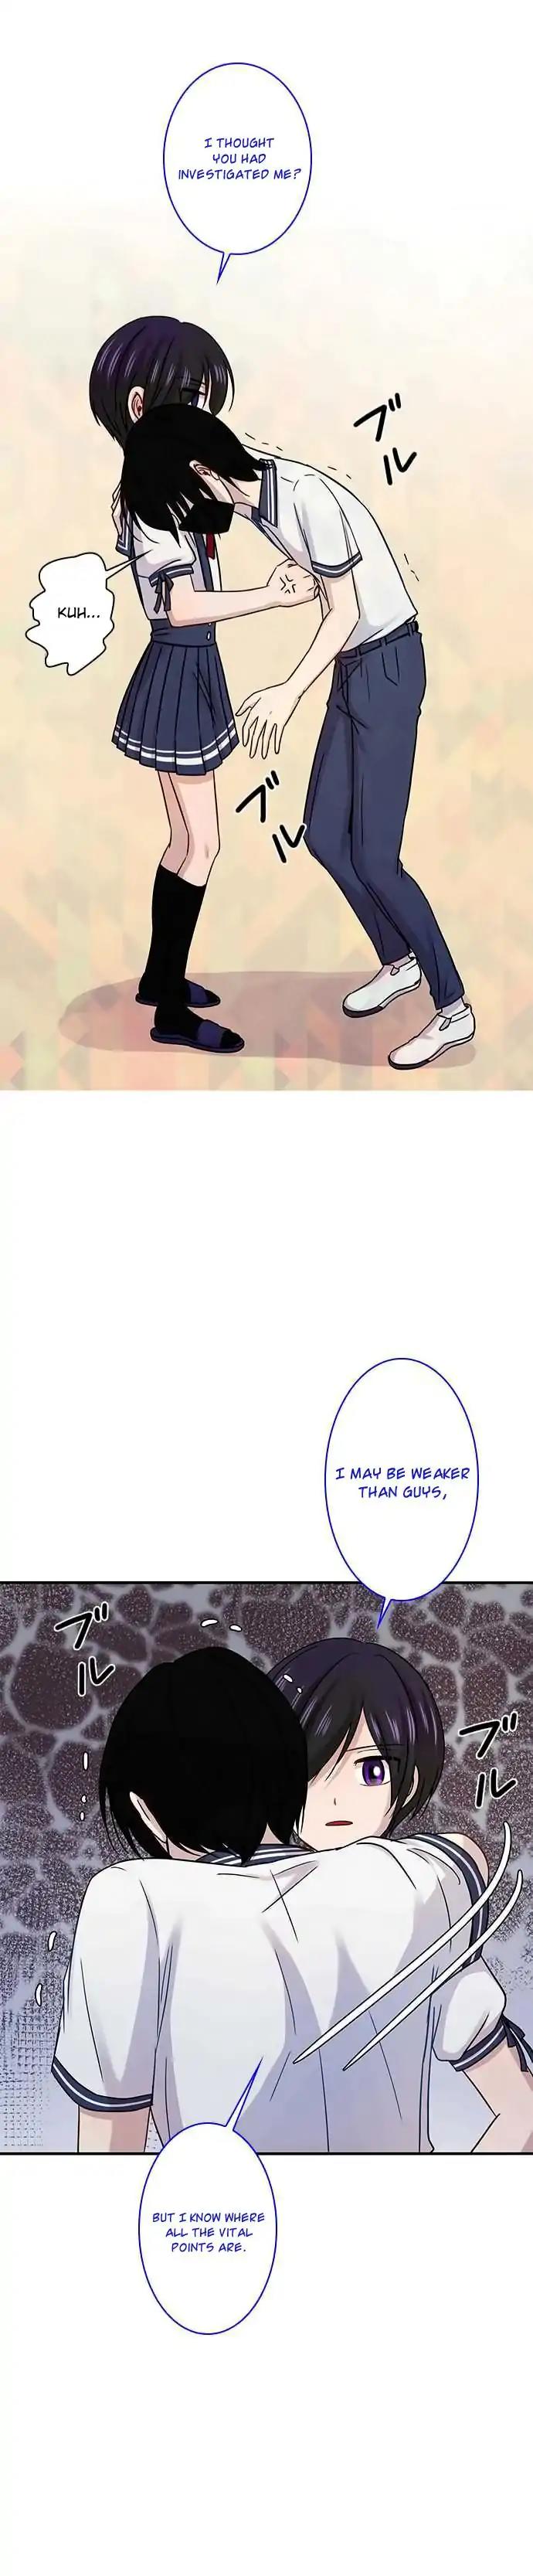 I THOUGHT
YOU HAD
INVESTIGATED ME?
ブ
ル
KUH...
ブ
ル
I MAY BE WEAKER
THAN GUYS,
ブ
ル
ブ
ル
BUT I KNOW WHERE
ALL THE VITAL
POINTS ARE.